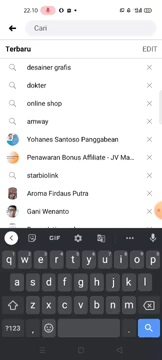 22.10
Cari
Terbaru EDIT
desainer grafis
dokter
online shop
amway
Yohanes Santoso Panggabean
Penawaran Bonus Affiliate - JV Ma...
starbiolink
Aroma Firdaus Putra
Gani Wenanto
GIF
q w e r t y u i o p
a s d f g h j k l
z x c v b n m
?123 , .